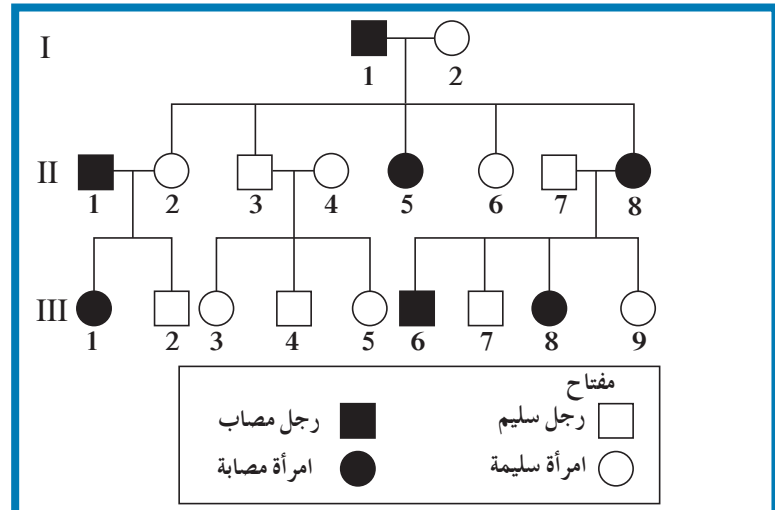 I
1 2
II
1 2 3 4 5 6 7 8
III
1 2 3 4 5 6 7 8 9
مفتاح
رجل سليم رجل مصاب
امرأة سليمة امرأة مصابة